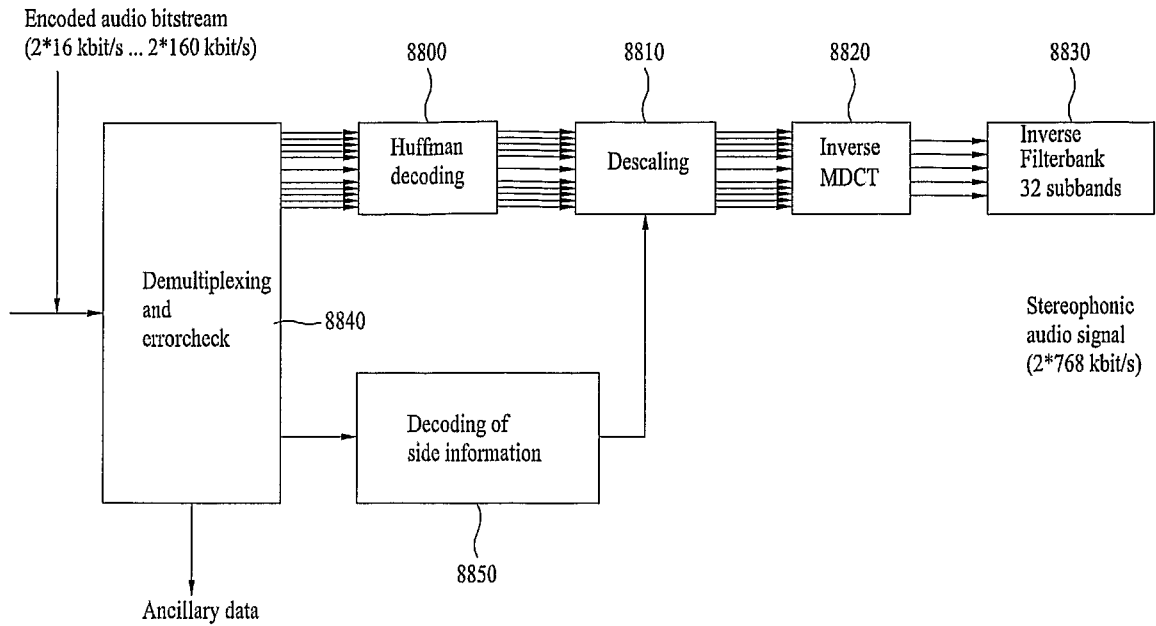 Encoded audio bitstream
(2*16 kbit/s ... 2*160 kbit/s)
8800
8810
8820
8830
Huffman
decoding
Descaling
Inverse
MDCT
Inverse
Filterbank
32 subbands
Demultiplexing
and
errorcheck
8840
Stereophonic
audio signal
(2*768 kbit/s)
Decoding of
side information
8850
Ancillary data